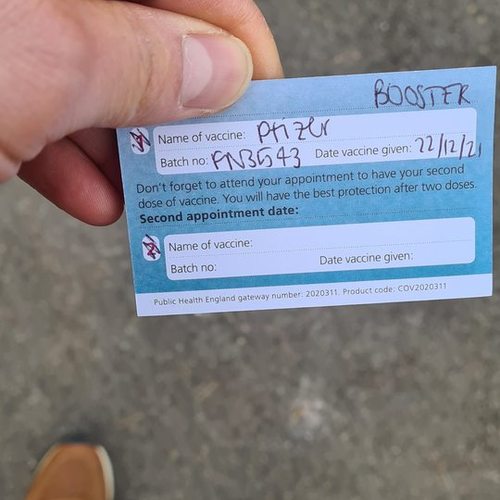 BOOSTER
Name of vaccine: Pfizer
Batch no: FN3543 Date vaccine given: 22/12/21
Don't forget to attend your appointment to have your second
dose of vaccine. You will have the best protection after two doses.
Second appointment date:
Name of vaccine:
Batch no: Date vaccine given:
Public Health England gateway number: 2020311. Product code: COV2020311